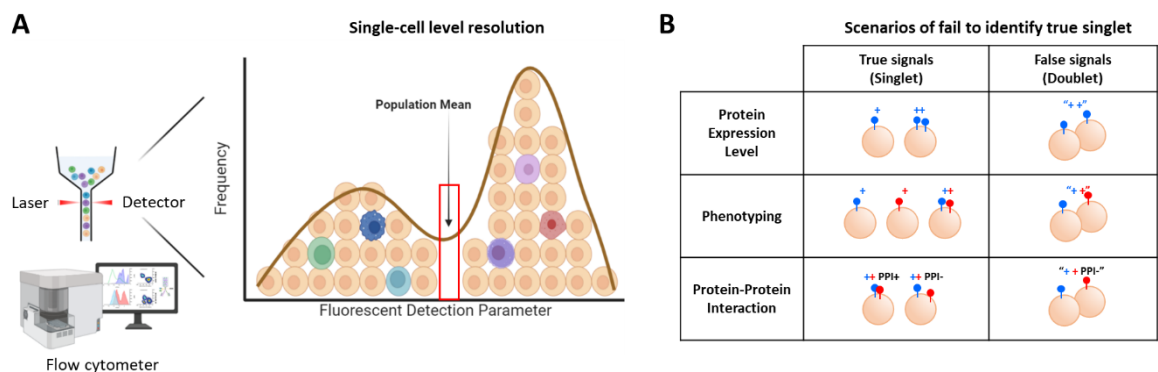 A
Single-cell level resolution
Population Mean
Frequency
Laser
Detector
Fluorescent Detection Parameter
Flow cytometer
B
Scenarios of fail to identify true singlet
True signals
(Singlet)
False signals
(Doublet)
Protein
Expression
Level
+
++
"+ +"
Phenotyping
+
+
++
"+ +"
Protein-Protein
Interaction
++ PPI+
++ PPI-
"+ + PPI-"